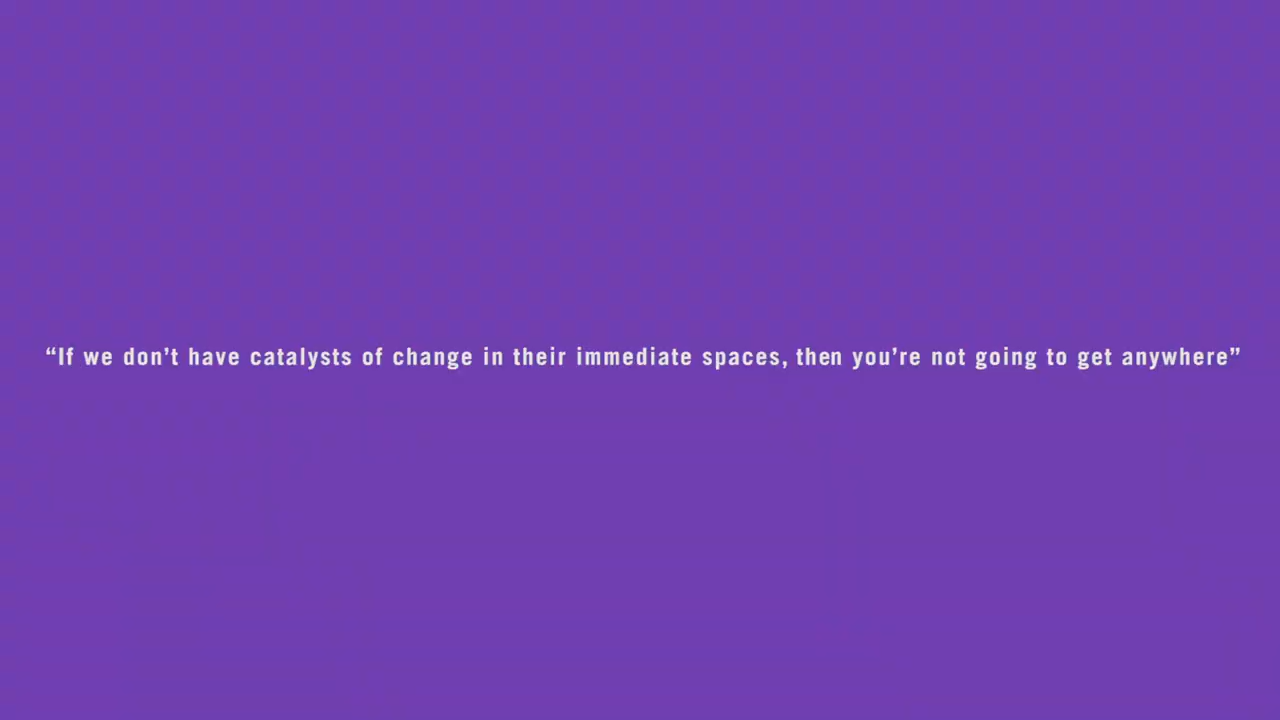 “If we don’t have catalysts of change in their immediate spaces, then you’re not going to get anywhere”